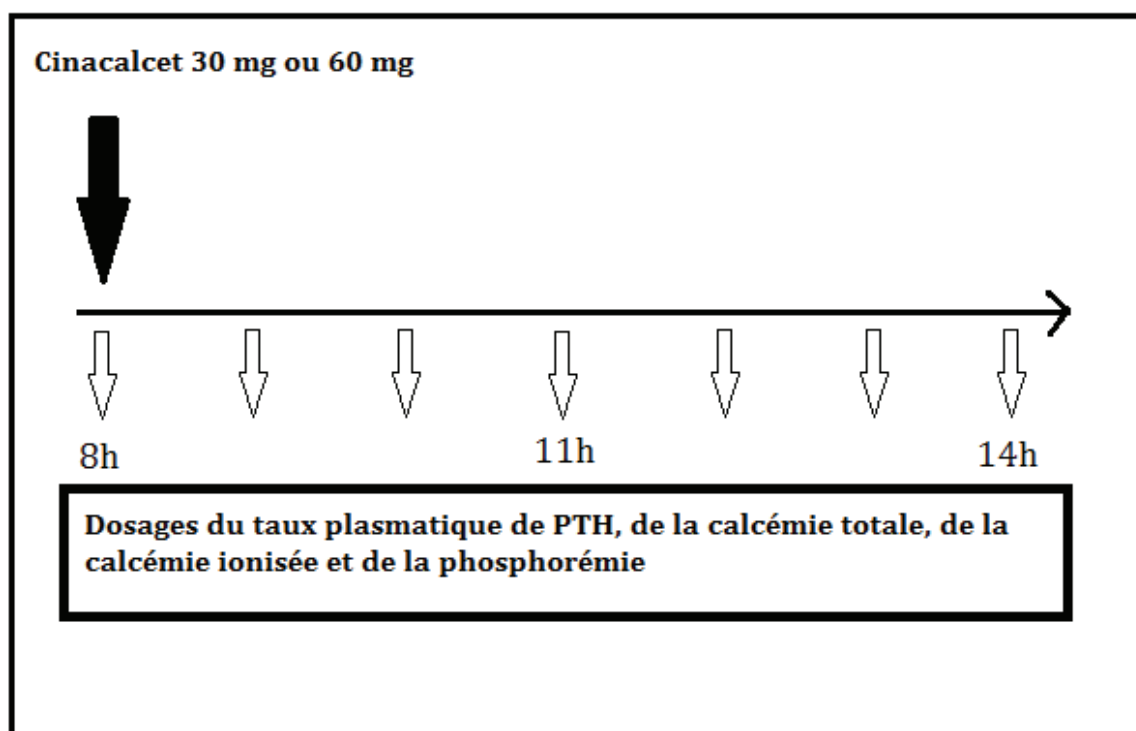 Cinacalcet 30 mg ou 60 mg
8h
11h
14h
Dosages du taux plasmatique de PTH, de la calcémie totale, de la
calcémie ionisée et de la phosphorémie